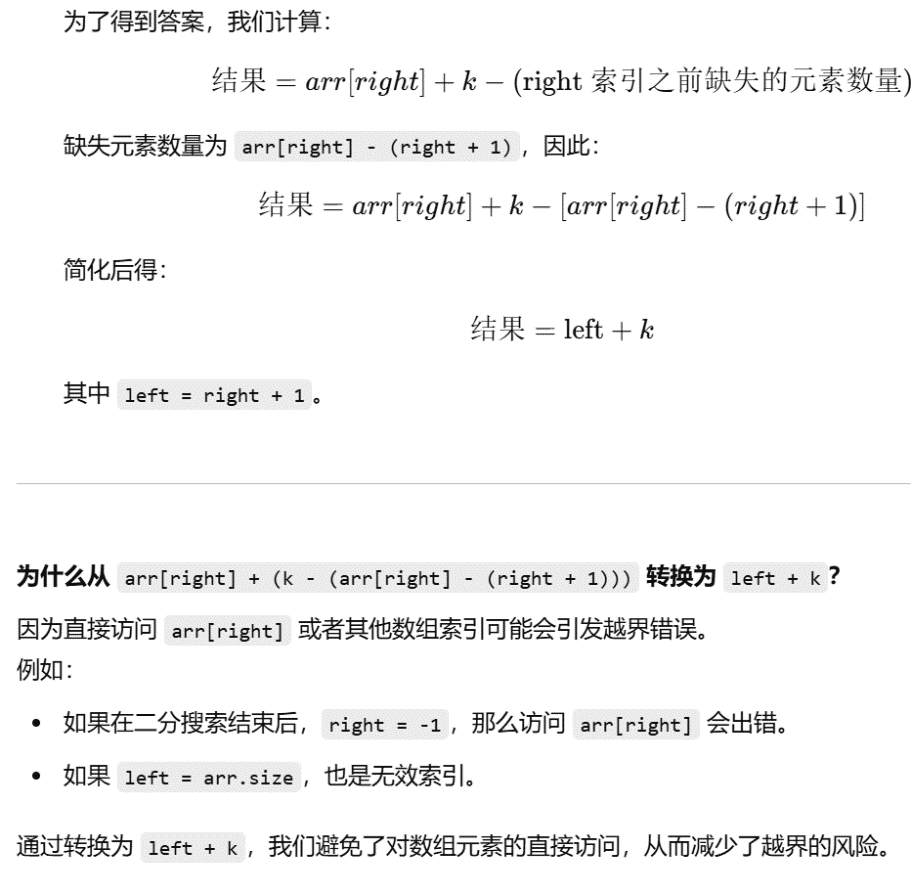 为了得到答案，我们计算：
结果 = arr[right] + k − (right 索引之前缺失的元素数量)
缺失元素数量为 arr[right] - (right + 1)，因此：
结果 = arr[right] + k − [arr[right] − (right + 1)]
简化后得：
结果 = left + k
其中 left = right + 1。
为什么从 arr[right] + (k - (arr[right] - (right + 1))) 转换为 left + k？
因为直接访问 arr[right] 或者其他数组索引可能会引发越界错误。
例如：
• 如果在二分搜索结束后，right = -1，那么访问 arr[right] 会出错。
• 如果 left = arr.size，也是无效索引。
通过转换为 left + k，我们避免了对数组元素的直接访问，从而减少了越界的风险。